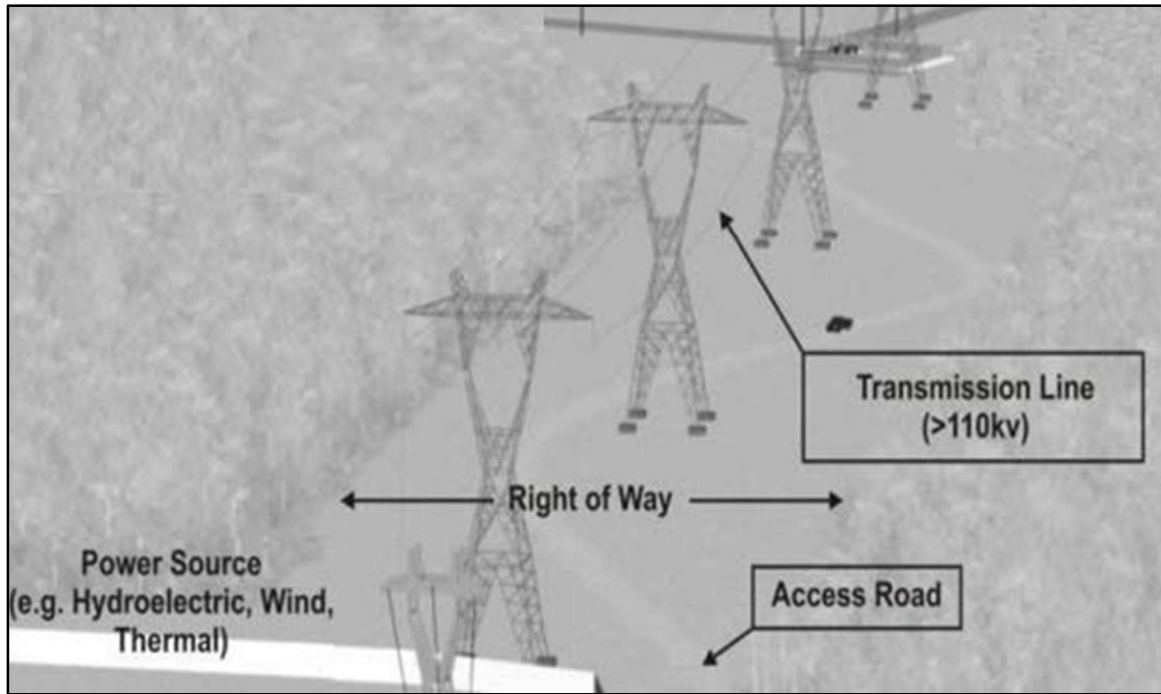 Transmission Line
(>110kv)
Right of Way
Power Source
(e.g. Hydroelectric, Wind,
Thermal)
Access Road